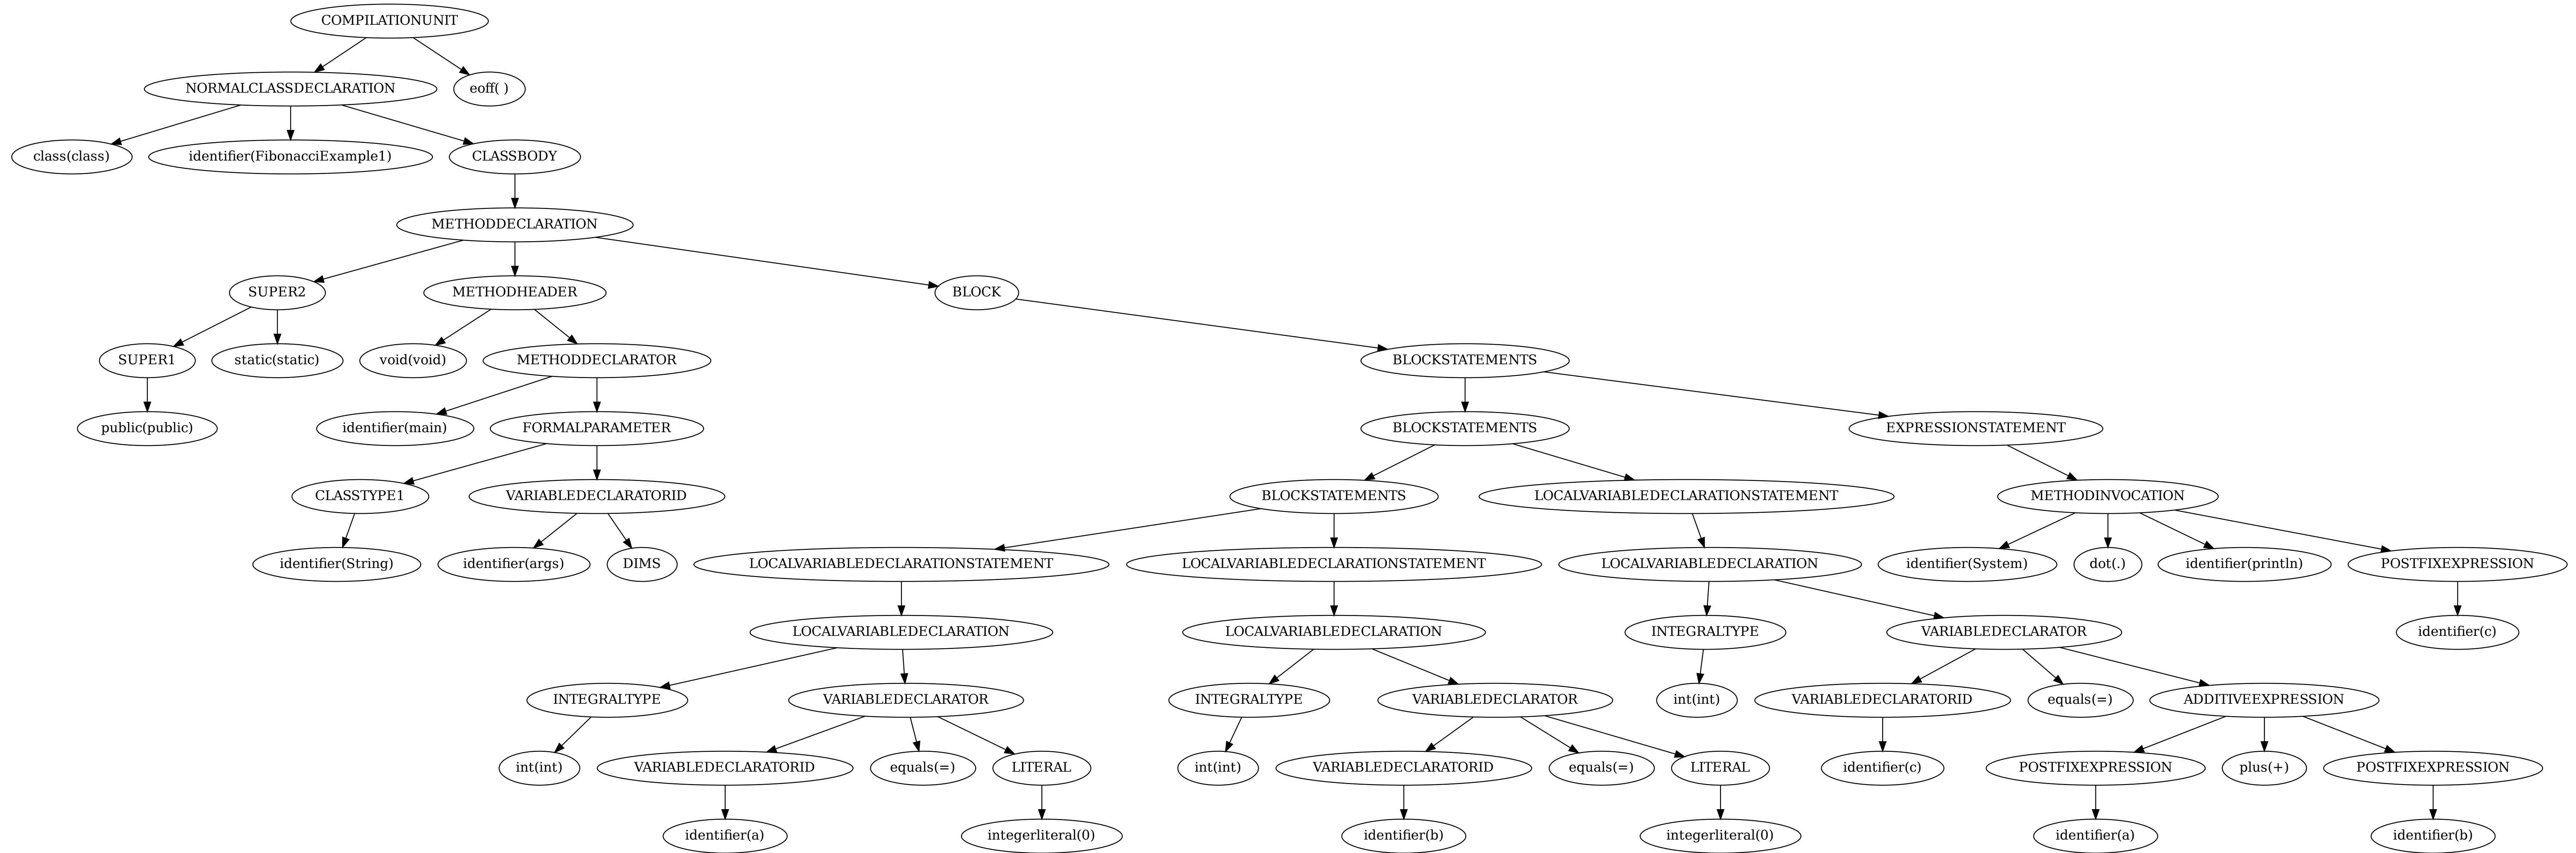 COMPILATIONUNIT
NORMALCLASSDECLARATION
eoff( )
class(class)
identifier(FibonacciExample1)
CLASSBODY
METHODDECLARATION
SUPER2
METHODHEADER
BLOCK
SUPER1
static(static)
void(void)
METHODDECLARATOR
BLOCKSTATEMENTS
public(public)
identifier(main)
FORMALPARAMETER
BLOCKSTATEMENTS
EXPRESSIONSTATEMENT
CLASSTYPE1
VARIABLEDECLARATORID
BLOCKSTATEMENTS
LOCALVARIABLEDECLARATIONSTATEMENT
METHODINVOCATION
identifier(String)
identifier(args)
DIMS
LOCALVARIABLEDECLARATIONSTATEMENT
LOCALVARIABLEDECLARATIONSTATEMENT
LOCALVARIABLEDECLARATION
identifier(System)
dot(.)
identifier(println)
POSTFIXEXPRESSION
LOCALVARIABLEDECLARATION
LOCALVARIABLEDECLARATION
INTEGRALTYPE
VARIABLEDECLARATOR
identifier(c)
INTEGRALTYPE
VARIABLEDECLARATOR
INTEGRALTYPE
VARIABLEDECLARATOR
int(int)
VARIABLEDECLARATORID
equals(=)
ADDITIVEEXPRESSION
int(int)
VARIABLEDECLARATORID
equals(=)
LITERAL
int(int)
VARIABLEDECLARATORID
equals(=)
LITERAL
identifier(c)
POSTFIXEXPRESSION
plus(+)
POSTFIXEXPRESSION
identifier(a)
integerliteral(0)
identifier(b)
integerliteral(0)
identifier(a)
identifier(b)